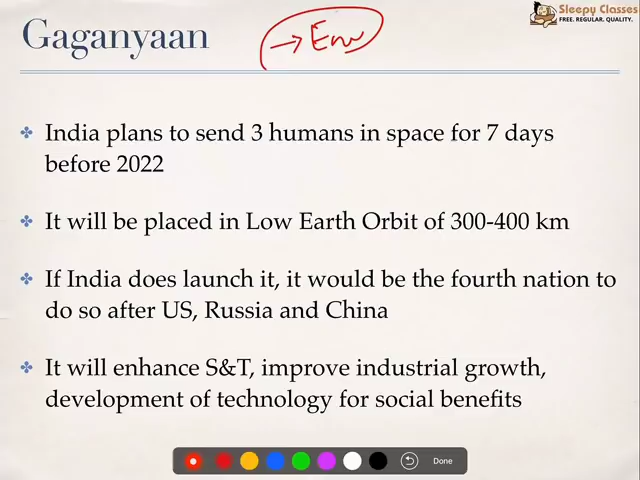 Gaganyaan
Sleepy Classes
FREE. REGULAR. QUALITY.
India plans to send 3 humans in space for 7 days
before 2022
It will be placed in Low Earth Orbit of 300-400 km
If India does launch it, it would be the fourth nation to
do so after US, Russia and China
It will enhance S&T, improve industrial growth,
development of technology for social benefits
Done